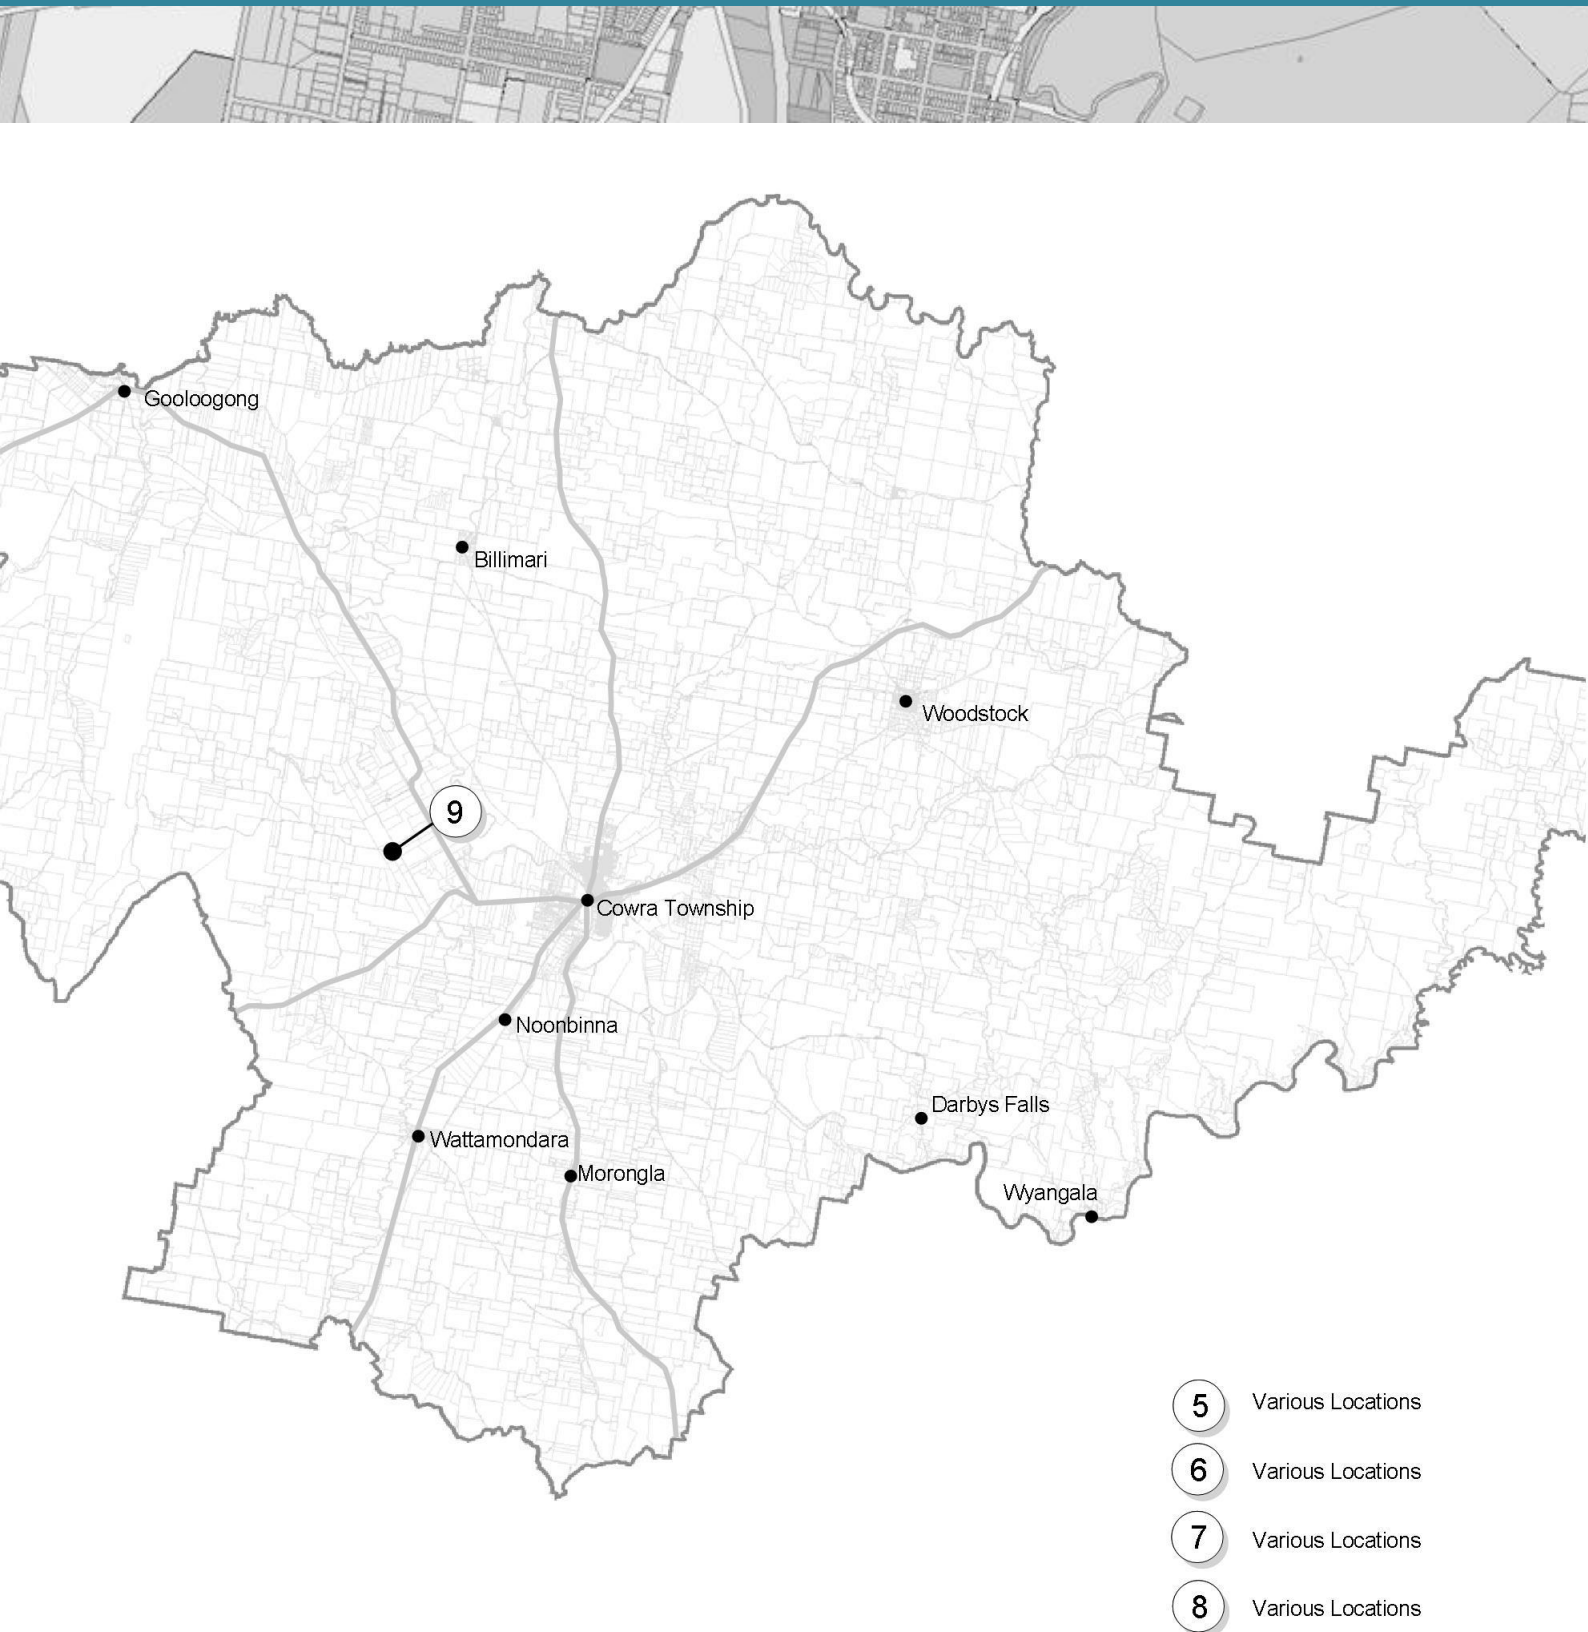 Gooloogong
Billimari
Woodstock
9
Cowra Township
Noonbinna
Darbys Falls
Wattamondara
Morongla
Wyangala
5 Various Locations
6 Various Locations
7 Various Locations
8 Various Locations